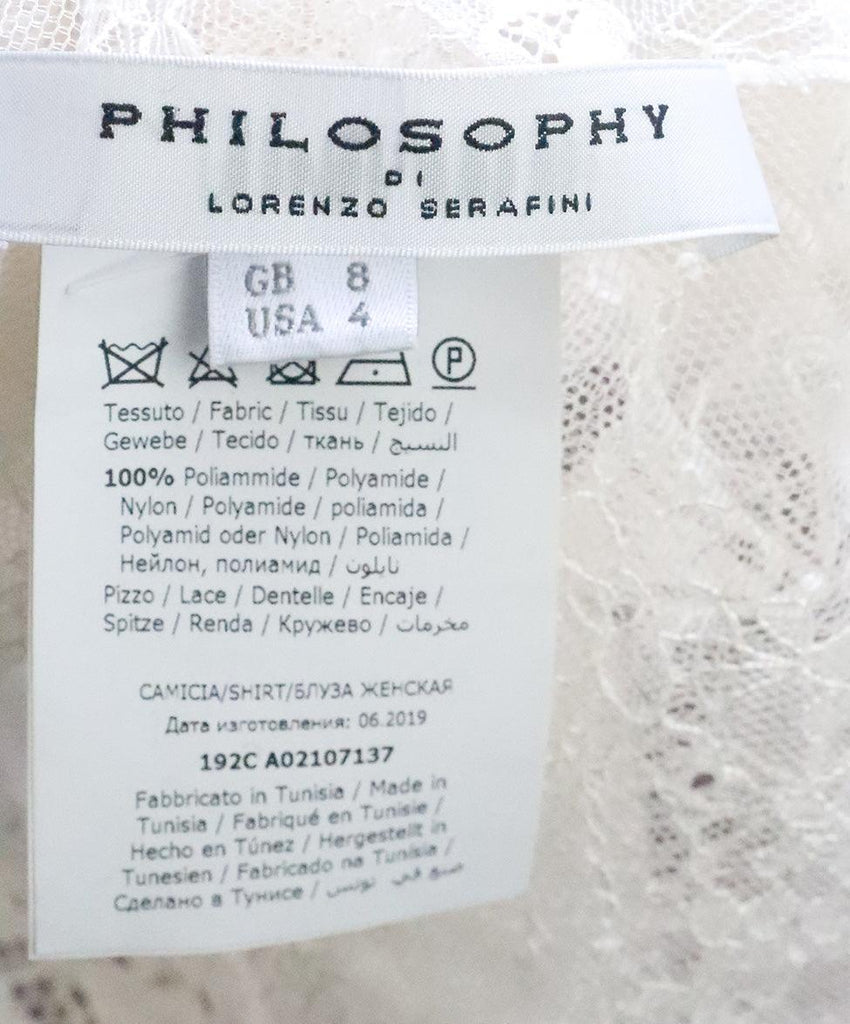 PHILOSOPHY
DI
LORENZO SERAFINI
GB 8
USA 4
P
Tessuto / Fabric / Tissu / Tejido /
Gewebe / Tecido / ткань / النسيج
100% Poliammide / Polyamide /
Nylon / Polyamide / poliamida /
Polyamid oder Nylon / Poliamida /
Нейлон, полиамид / نايلون
Pizzo / Lace / Dentelle / Encaje /
Spitze / Renda / Кружево / مخرمات
CAMICIA/SHIRT/БЛУЗА ЖЕНСКАЯ
Дата изготовления: 06.2019
192C A02107137
Fabbricato in Tunisia / Made in
Tunisia / Fabriqué en Tunisie /
Hecho en Túnez / Hergestellt in
Tunesien / Fabricado na Tunísia /
Сделано в Тунисе / صنع في تونس